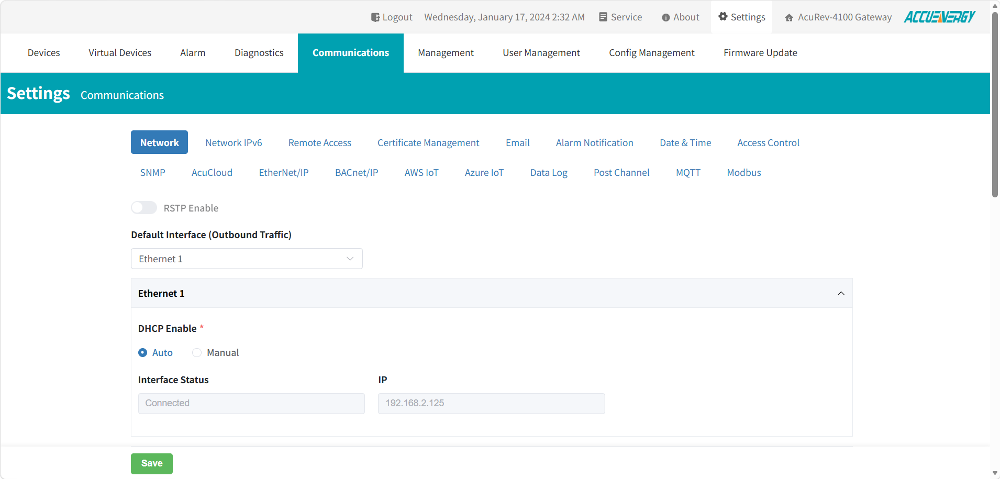 Logout Wednesday, January 17, 2024 2:32 AM Service About Settings AcuRev-4100 Gateway ACCUENERGY
Devices Virtual Devices Alarm Diagnostics Communications Management User Management Config Management Firmware Update
Settings Communications
Network Network IPv6 Remote Access Certificate Management Email Alarm Notification Date & Time Access Control
SNMP AcuCloud EtherNet/IP BACnet/IP AWS IoT Azure IoT Data Log Post Channel MQTT Modbus
RSTP Enable
Default Interface (Outbound Traffic)
Ethernet 1
Ethernet 1
DHCP Enable *
Auto Manual
Interface Status IP
Connected 192.168.2.125
Save